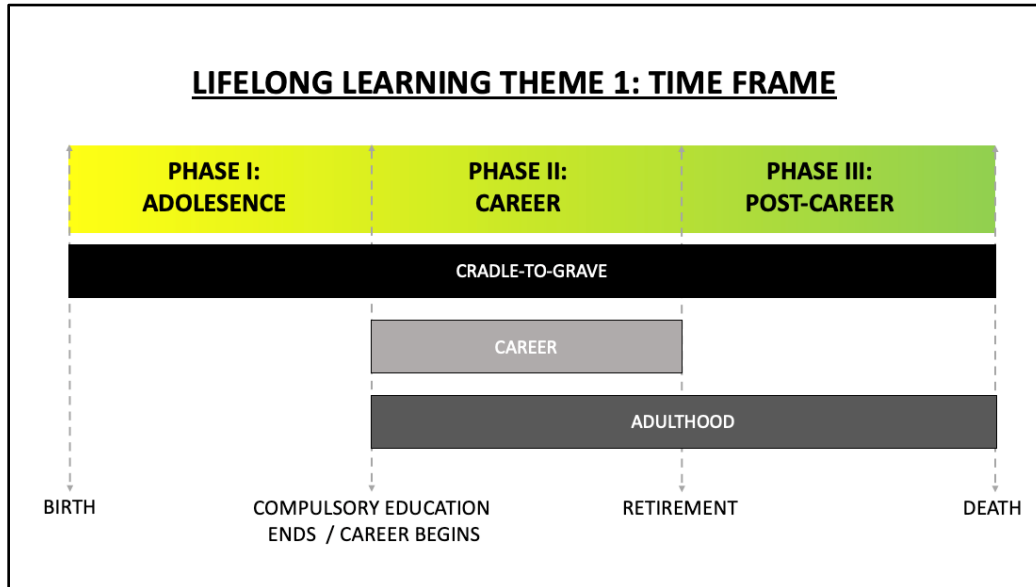 LIFELONG LEARNING THEME 1: TIME FRAME
PHASE I:
ADOLESENCE
PHASE II:
CAREER
PHASE III:
POST-CAREER
CRADLE-TO-GRAVE
CAREER
ADULTHOOD
BIRTH
COMPULSORY EDUCATION
ENDS / CAREER BEGINS
RETIREMENT
DEATH